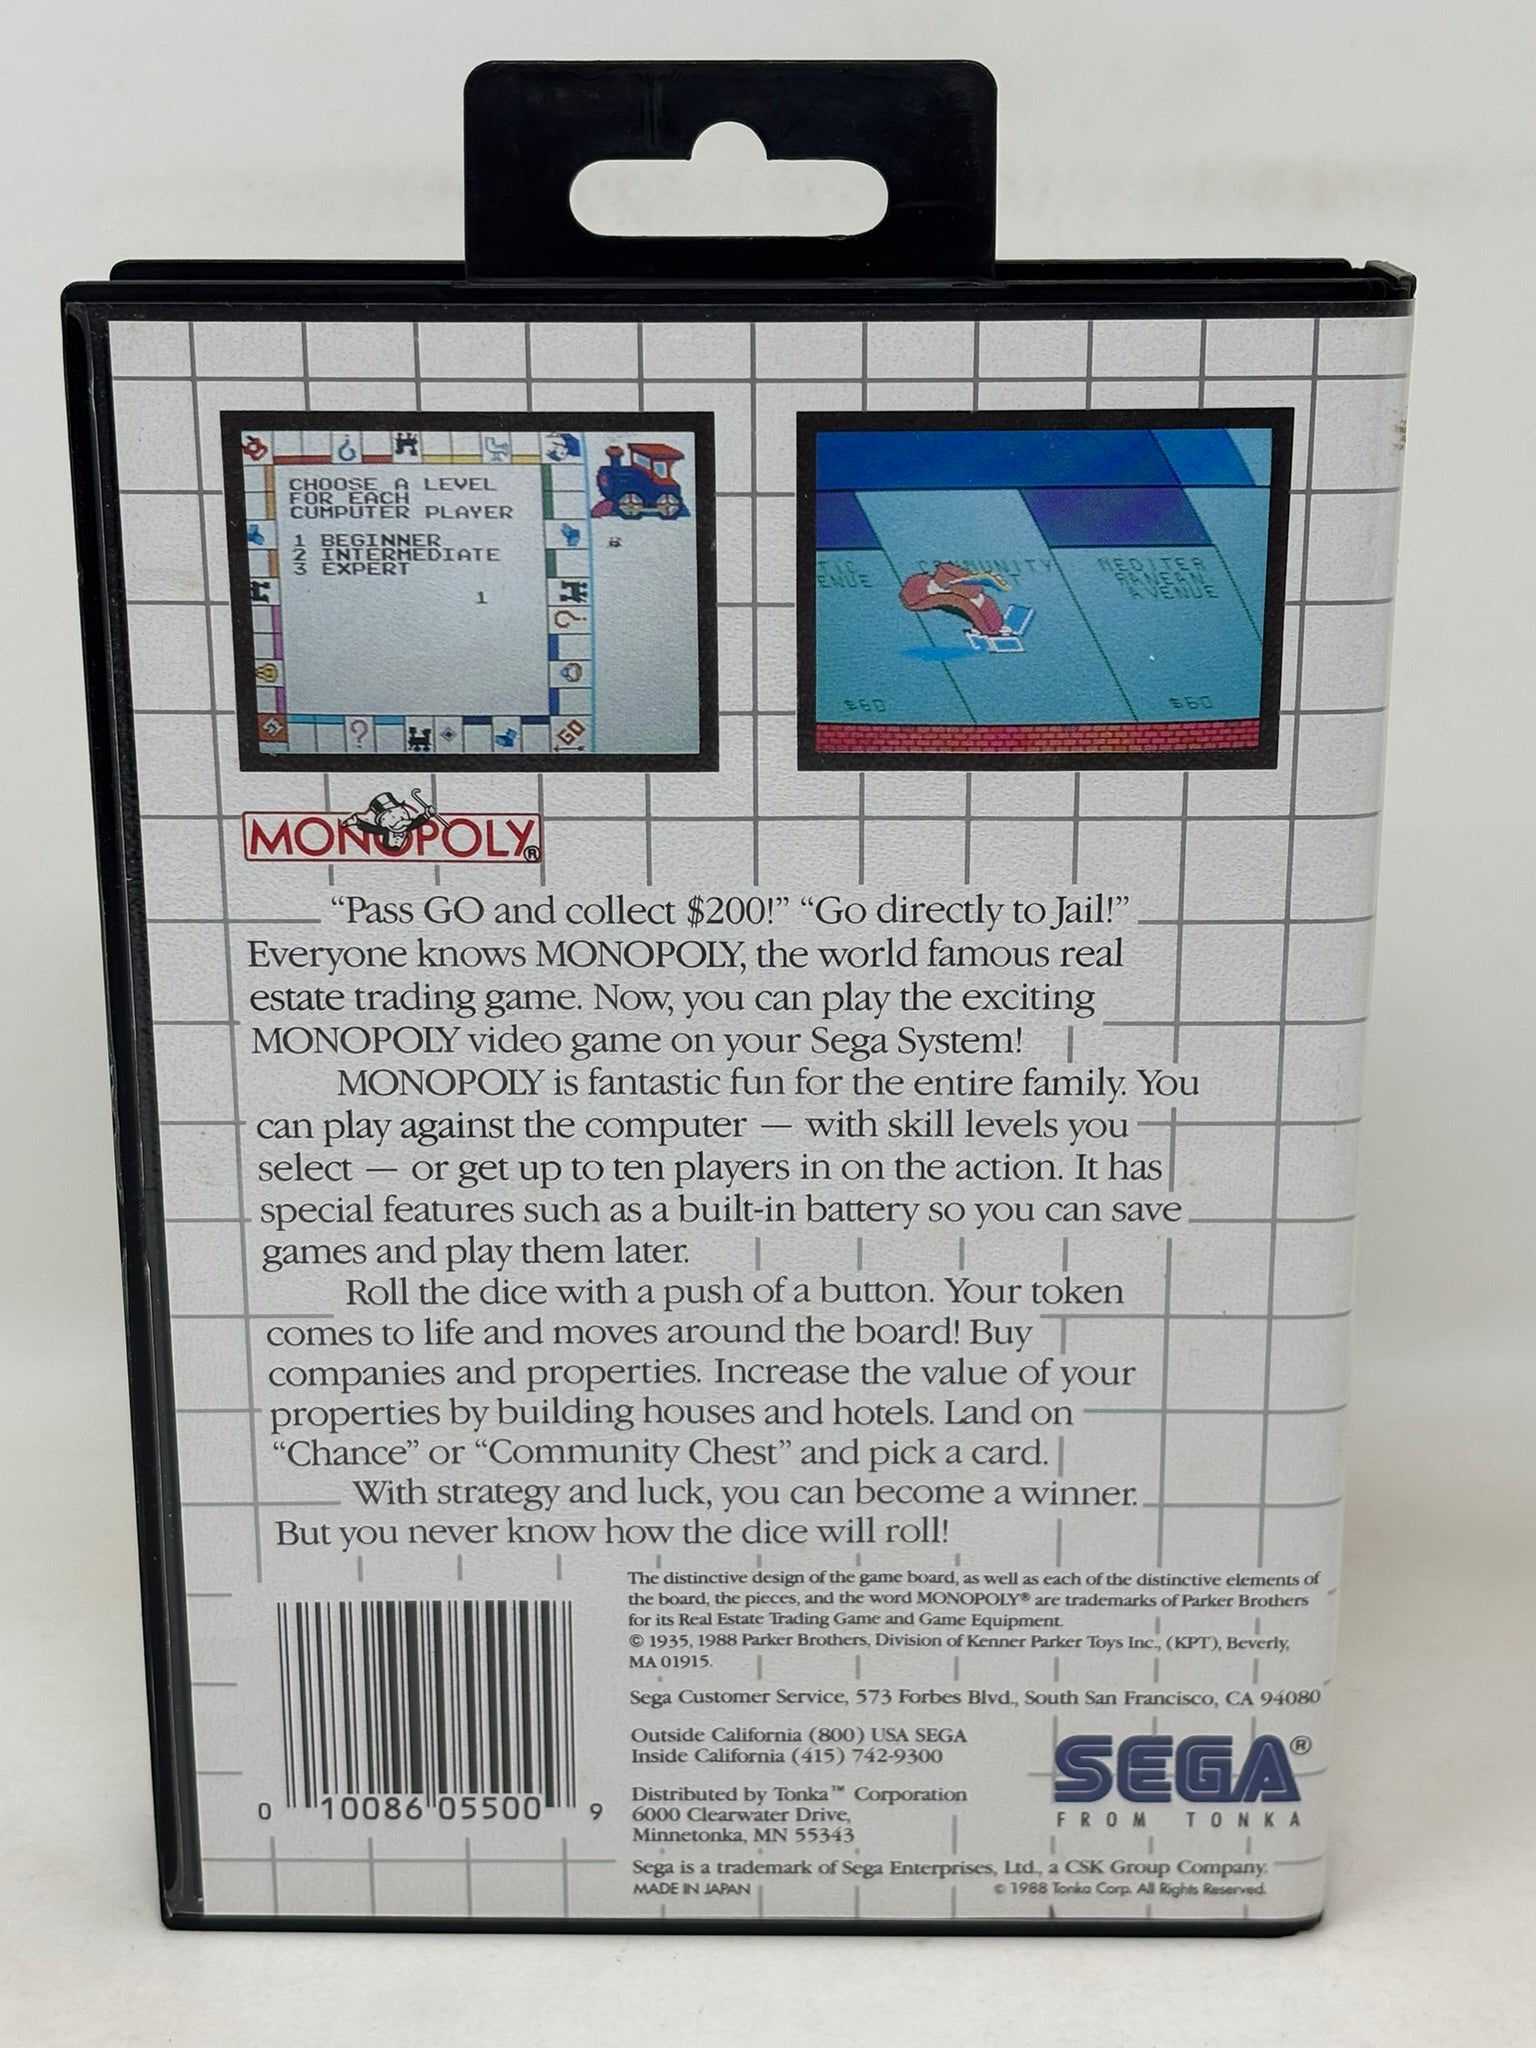 CHOOSE A LEVEL
FOR EACH
COMPUTER PLAYER
1 BEGINNER
2 INTERMEDIATE
3 EXPERT
1
GO
COMMUNITY
ENUE
MEDITER
RANEAN
AVENUE
$60
$60
MONOPOLY®
“Pass GO and collect $200!” “Go directly to Jail!”
Everyone knows MONOPOLY, the world famous real
estate trading game. Now, you can play the exciting
MONOPOLY video game on your Sega System!
MONOPOLY is fantastic fun for the entire family. You
can play against the computer — with skill levels you
select — or get up to ten players in on the action. It has
special features such as a built-in battery so you can save
games and play them later.
Roll the dice with a push of a button. Your token
comes to life and moves around the board! Buy
companies and properties. Increase the value of your
properties by building houses and hotels. Land on
“Chance” or “Community Chest” and pick a card.
With strategy and luck, you can become a winner.
But you never know how the dice will roll!
The distinctive design of the game board, as well as each of the distinctive elements of
the board, the pieces, and the word MONOPOLY® are trademarks of Parker Brothers
for its Real Estate Trading Game and Game Equipment.
© 1935, 1988 Parker Brothers, Division of Kenner Parker Toys Inc., (KPT), Beverly,
MA 01915.
Sega Customer Service, 573 Forbes Blvd., South San Francisco, CA 94080
Outside California (800) USA SEGA
Inside California (415) 742-9300
Distributed by Tonka™ Corporation
6000 Clearwater Drive,
Minnetonka, MN 55343
SEGA®
FROM TONKA
0 10086 05500 9
Sega is a trademark of Sega Enterprises, Ltd., a CSK Group Company.
MADE IN JAPAN
© 1988 Tonka Corp. All Rights Reserved.